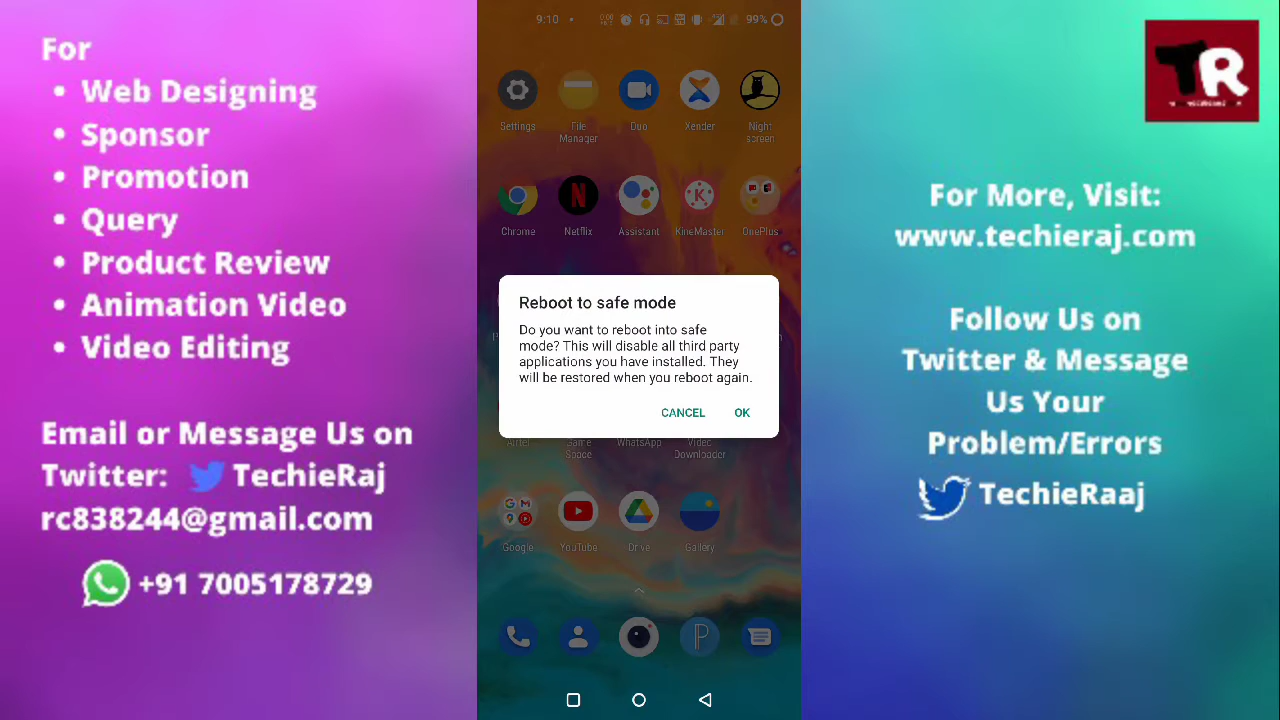 For
• Web Designing
• Sponsor
• Promotion
• Query
• Product Review
• Animation Video
• Video Editing
Email or Message Us on
Twitter: TechieRaj
rc838244@gmail.com
+91 7005178729
9:10
99%
Settings
File Manager
Duo
Xender
Night screen
Chrome
Netflix
Assistant
KineMaster
OnePlus
Reboot to safe mode
Do you want to reboot into safe
mode? This will disable all third party
applications you have installed. They
will be restored when you reboot again.
CANCEL OK
Airtel
Game Space
WhatsApp
Video Downloader
Google
YouTube
Drive
Gallery
TR
For More, Visit:
www.techieraj.com
Follow Us on
Twitter & Message
Us Your
Problem/Errors
TechieRaaj